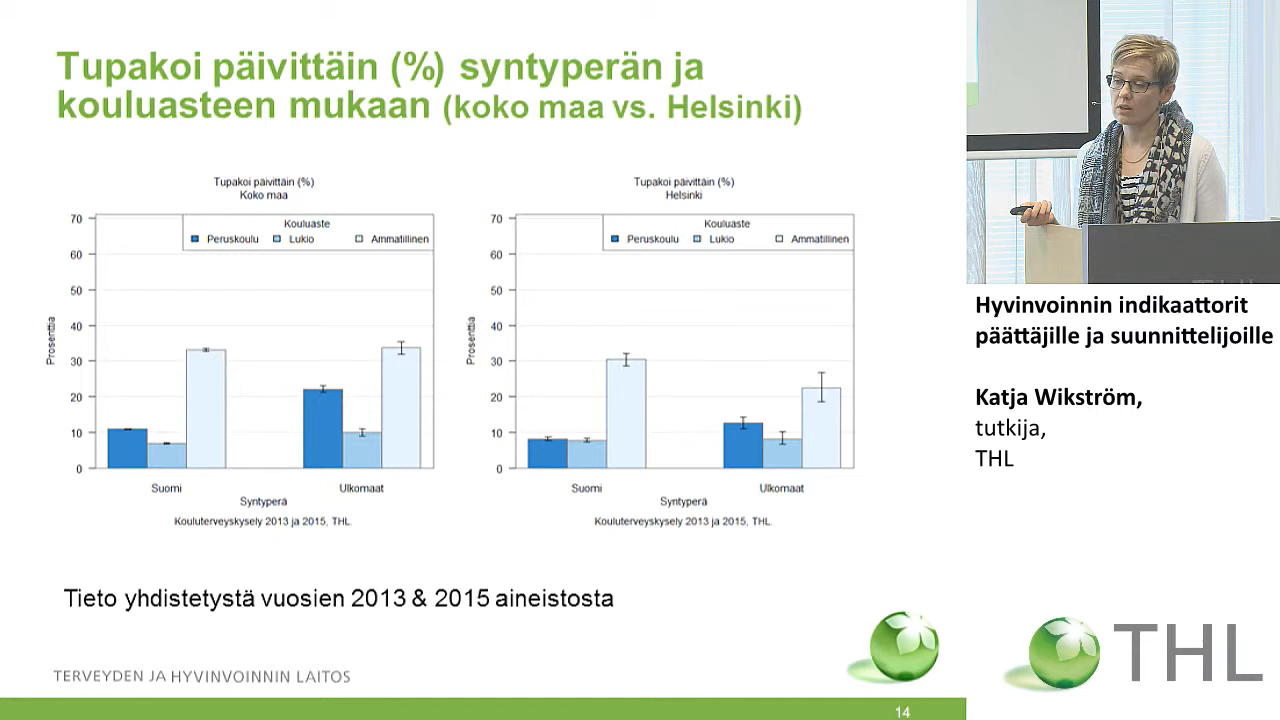 Tupakoi päivittäin (%) syntyperän ja
kouluasteen mukaan (koko maa vs. Helsinki)
Tupakoi päivittäin (%)
Koko maa
Kouluaste
Peruskoulu Lukio Ammatillinen
70
60
50
40
30
20
10
0
Prosenttia
Suomi Ulkomaat
Syntyperä
Kouluterveyskysely 2013 ja 2015, THL.
Tupakoi päivittäin (%)
Helsinki
Kouluaste
Peruskoulu Lukio Ammatillinen
70
60
50
40
30
20
10
0
Prosenttia
Suomi Ulkomaat
Syntyperä
Kouluterveyskysely 2013 ja 2015, THL.
Tieto yhdistetystä vuosien 2013 & 2015 aineistosta
TERVEYDEN JA HYVINVOINNIN LAITOS
14
Hyvinvoinnin indikaattorit
päättäjille ja suunnittelijoille
Katja Wikström,
tutkija,
THL
THL